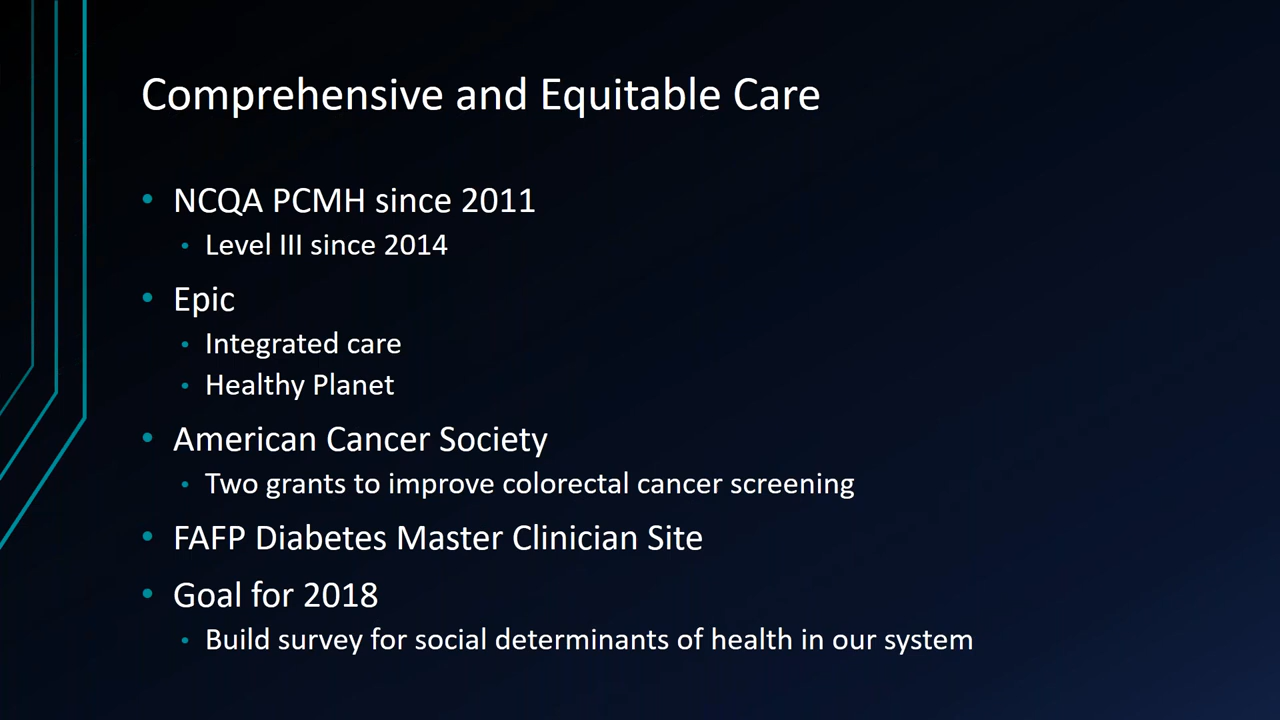 Comprehensive and Equitable Care
• NCQA PCMH since 2011
• Level III since 2014
• Epic
• Integrated care
• Healthy Planet
• American Cancer Society
• Two grants to improve colorectal cancer screening
• FAFP Diabetes Master Clinician Site
• Goal for 2018
• Build survey for social determinants of health in our system